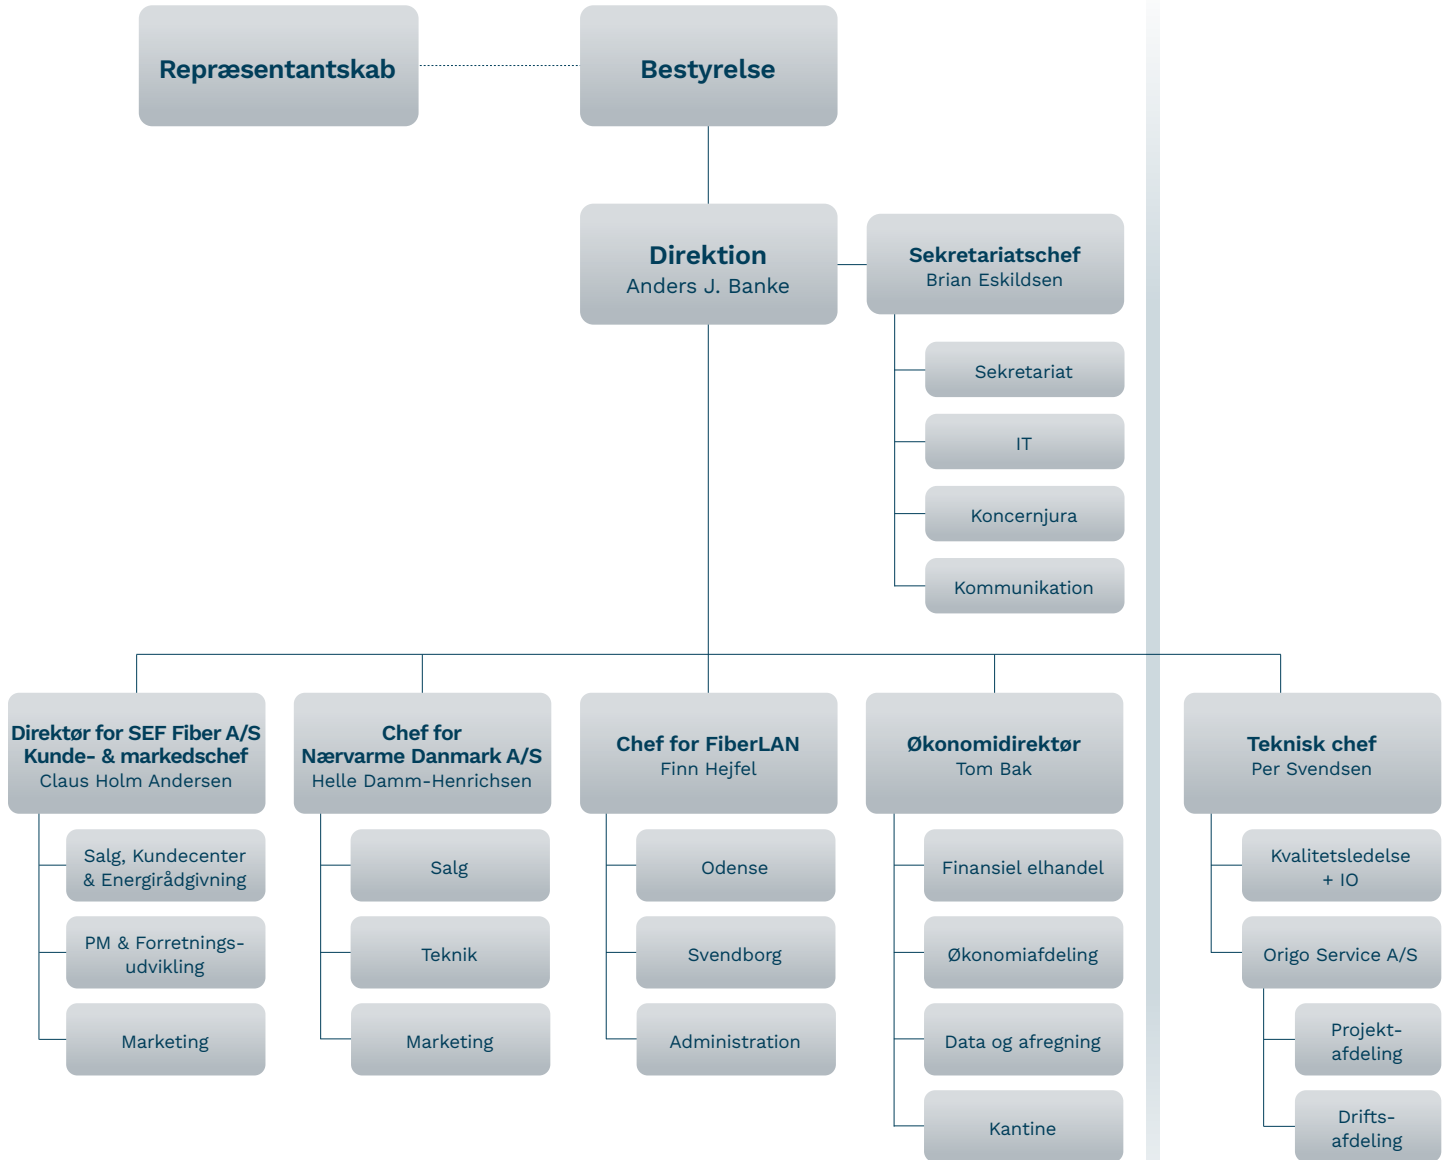 Repræsentantskab
Bestyrelse
Direktion
Anders J. Banke
Sekretariatschef
Brian Eskildsen
Sekretariat
IT
Koncernjura
Kommunikation
Direktør for SEF Fiber A/S
Kunde- & markedschef
Claus Holm Andersen
Salg, Kundecenter
& Energirådgivning
PM & Forretnings-
udvikling
Marketing
Chef for
Nærvarme Danmark A/S
Helle Damm-Henrichsen
Salg
Teknik
Marketing
Chef for FiberLAN
Finn Hejfel
Odense
Svendborg
Administration
Økonomidirektør
Tom Bak
Finansiel elhandel
Økonomiafdeling
Data og afregning
Kantine
Teknisk chef
Per Svendsen
Kvalitetsledelse
+ IO
Origo Service A/S
Projekt-
afdeling
Drifts-
afdeling